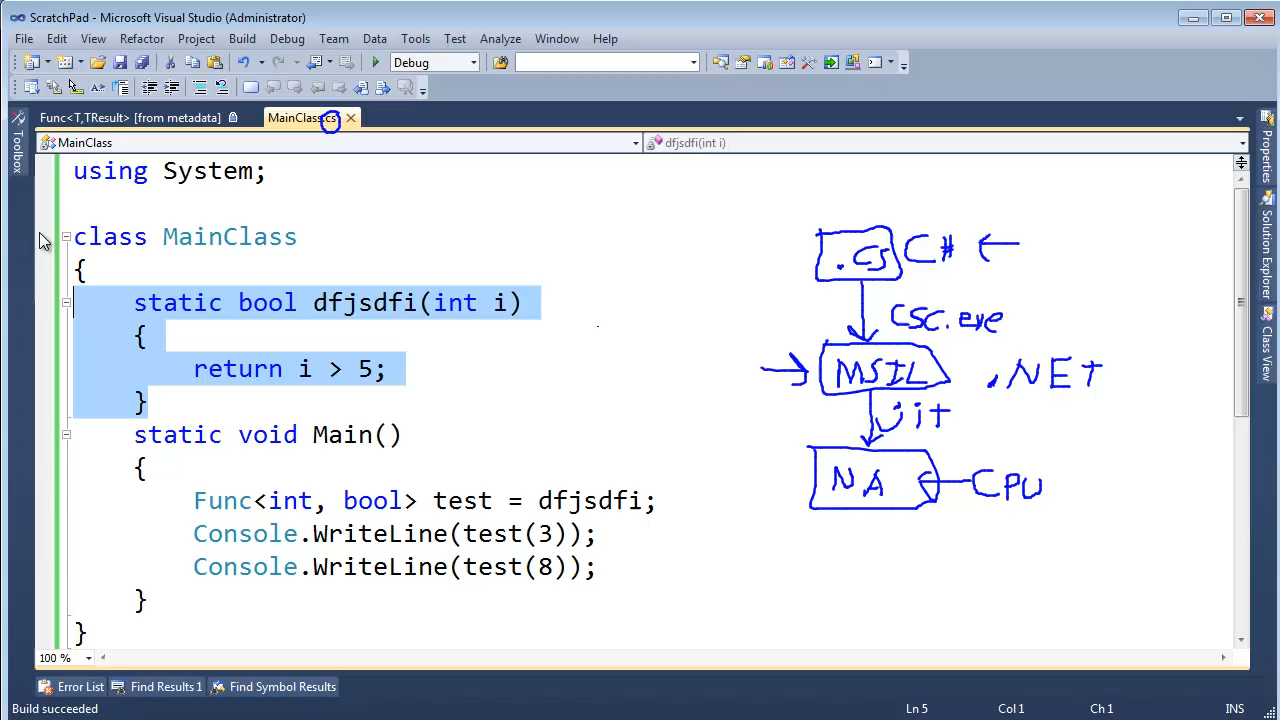 ScratchPad - Microsoft Visual Studio (Administrator)
File Edit View Refactor Project Build Debug Team Data Tools Test Analyze Window Help
Debug
Func<T,TResult> [from metadata] MainClass.cs
MainClass dfjsdfi(int i)
Toolbox
Properties
Solution Explorer
Class View
using System;
class MainClass
{
static bool dfjsdfi(int i)
{
return i > 5;
}
static void Main()
{
Func<int, bool> test = dfjsdfi;
Console.WriteLine(test(3));
Console.WriteLine(test(8));
}
}
.cs C#
csc.exe
MSIL .NET
jit
NA CPU
100 %
Error List Find Results 1 Find Symbol Results
Build succeeded Ln 5 Col 1 Ch 1 INS